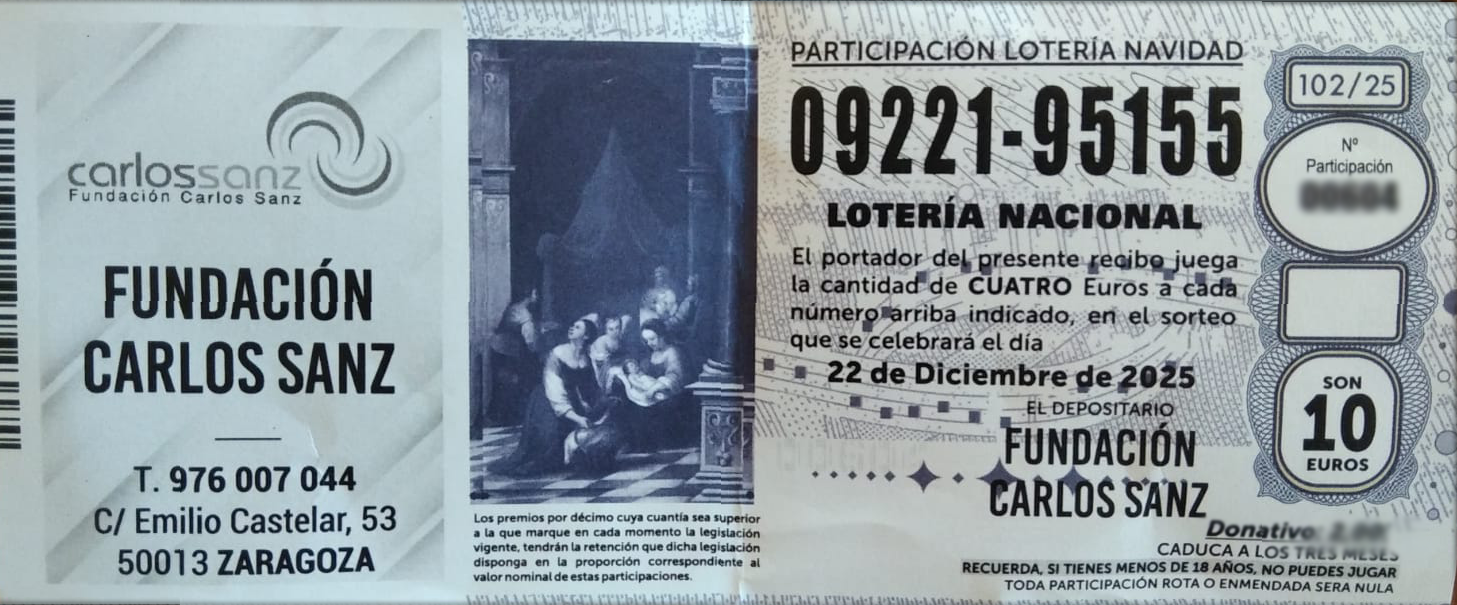 carlossanz
Fundación Carlos Sanz
FUNDACIÓN
CARLOS SANZ
T. 976 007 044
C/ Emilio Castelar, 53
50013 ZARAGOZA
Los premios por décimo cuya cuantía sea superior
a la que marque en cada momento la legislación
vigente, tendrán la retención que dicha legislación
disponga en la proporción correspondiente al
valor nominal de estas participaciones.
PARTICIPACIÓN LOTERÍA NAVIDAD
09221-95155
LOTERÍA NACIONAL
El portador del presente recibo juega
la cantidad de CUATRO Euros a cada
número arriba indicado, en el sorteo
que se celebrará el día
22 de Diciembre de 2025
EL DEPOSITARIO
FUNDACIÓN
CARLOS SANZ
102/25
Nº
Participación
SON
10
EUROS
Donativo:
CADUCA A LOS TRES MESES
RECUERDA, SI TIENES MENOS DE 18 AÑOS, NO PUEDES JUGAR
TODA PARTICIPACIÓN ROTA O ENMENDADA SERA NULA